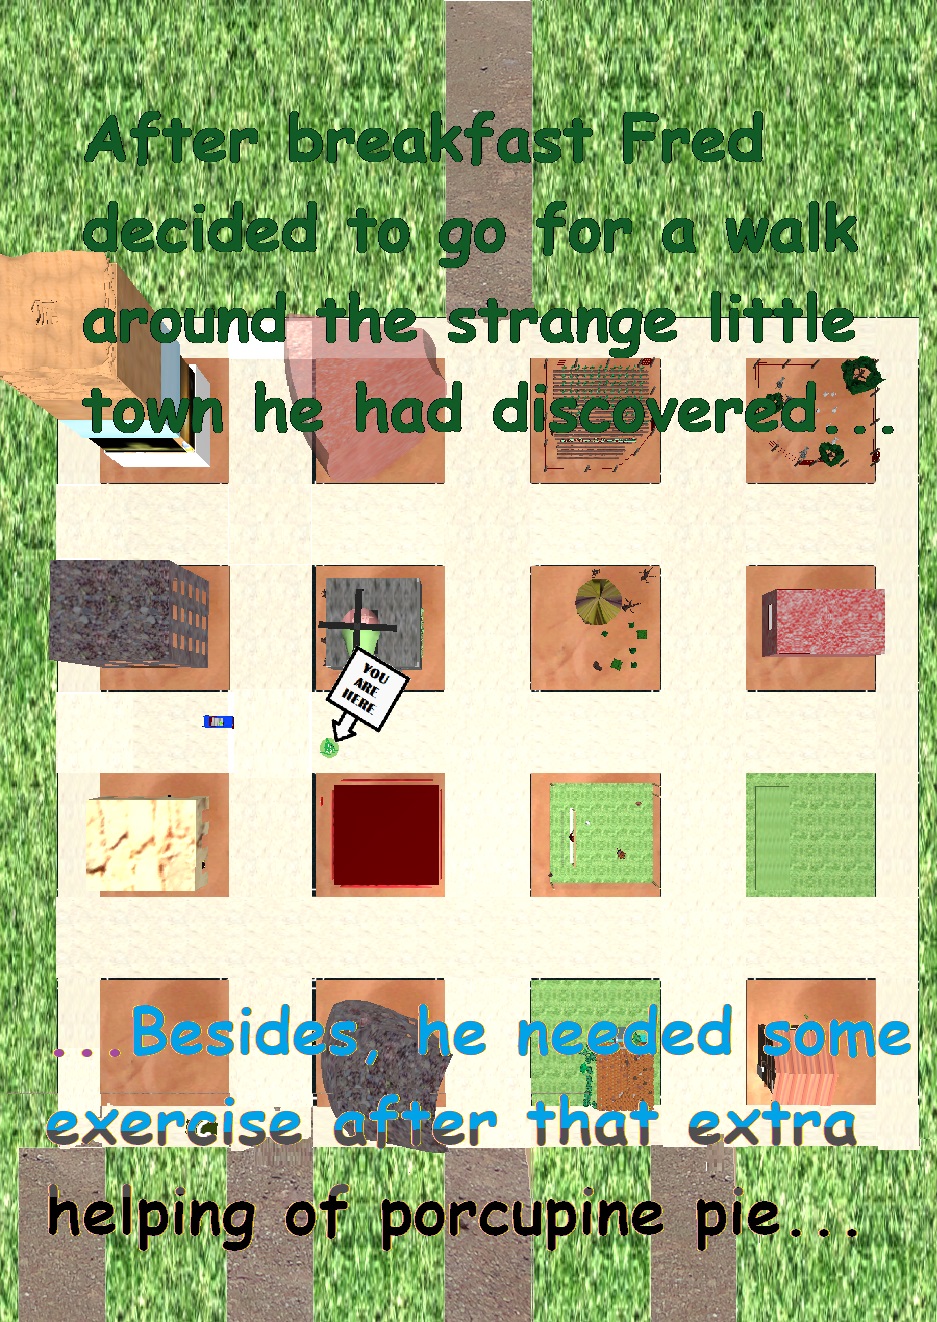 After breakfast Fred
decided to go for a walk
around the strange little
town he had discovered...
YOU
ARE
HERE
...Besides, he needed some
exercise after that extra
helping of porcupine pie...